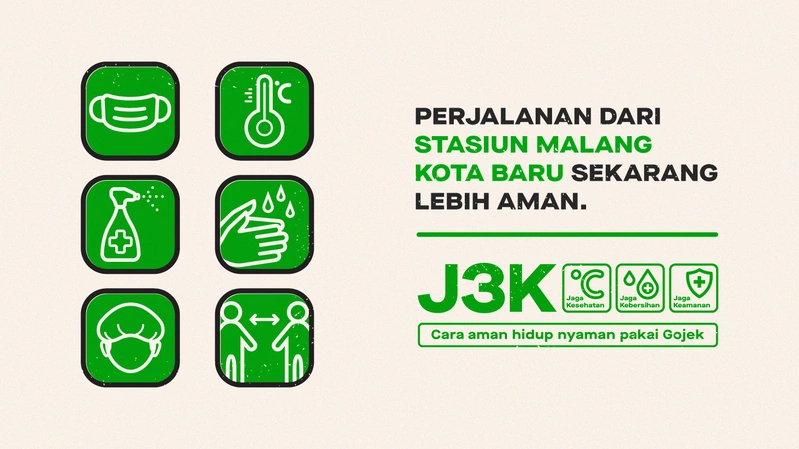 °C
PERJALANAN DARI
STASIUN MALANG
KOTA BARU SEKARANG
LEBIH AMAN.
J3K
°C
Jaga
Kesehatan
Jaga
Kebersihan
Jaga
Keamanan
Cara aman hidup nyaman pakai Gojek